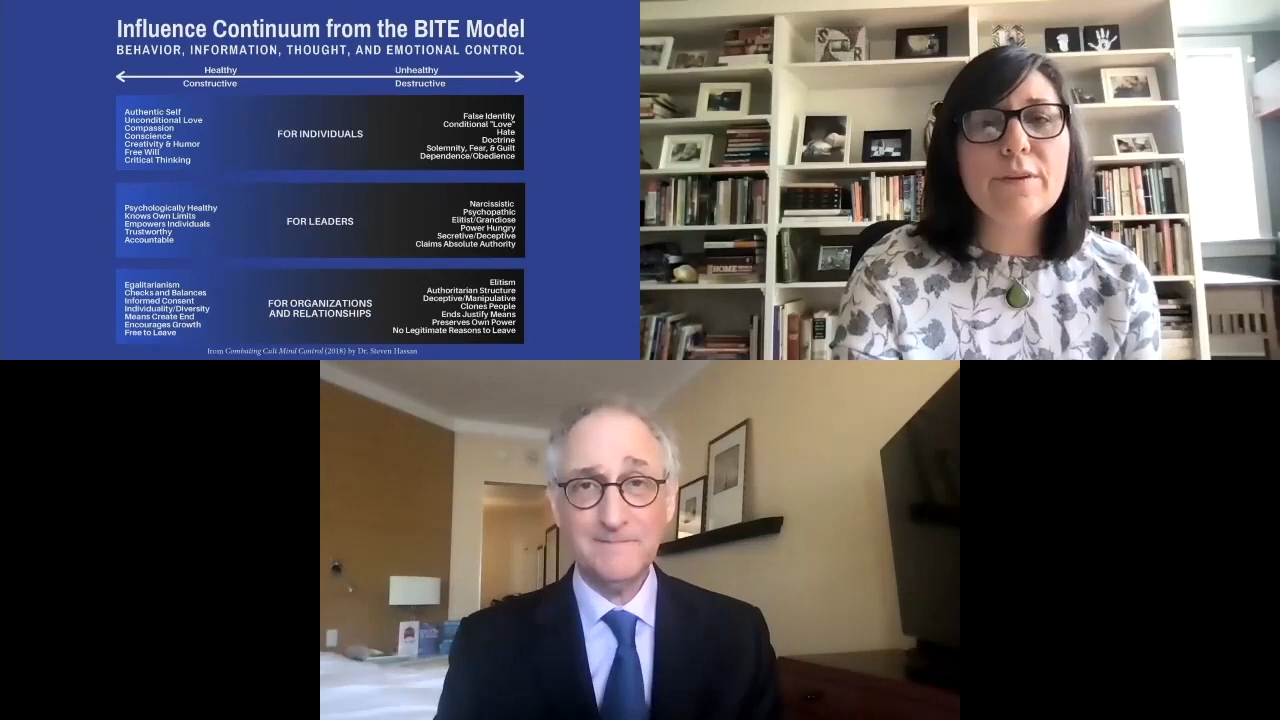 Influence Continuum from the BITE Model
BEHAVIOR, INFORMATION, THOUGHT, AND EMOTIONAL CONTROL
Healthy
Unhealthy
Constructive
Destructive
Authentic Self
Unconditional Love
Compassion
Conscience
Creativity & Humor
Free Will
Critical Thinking
FOR INDIVIDUALS
False Identity
Conditional "Love"
Hate
Doctrine
Solemnity, Fear, & Guilt
Dependence/Obedience
Psychologically Healthy
Knows Own Limits
Empowers Individuals
Trustworthy
Accountable
FOR LEADERS
Narcissistic
Psychopathic
Elitist/Grandiose
Power Hungry
Secretive/Deceptive
Claims Absolute Authority
Egalitarianism
Checks and Balances
Informed Consent
Individuality/Diversity
Means Create End
Encourages Growth
Free to Leave
FOR ORGANIZATIONS
AND RELATIONSHIPS
Elitism
Authoritarian Structure
Deceptive/Manipulative
Clones People
Ends Justify Means
Preserves Own Power
No Legitimate Reasons to Leave
from Combating Cult Mind Control (2018) by Dr. Steven Hassan
HOME